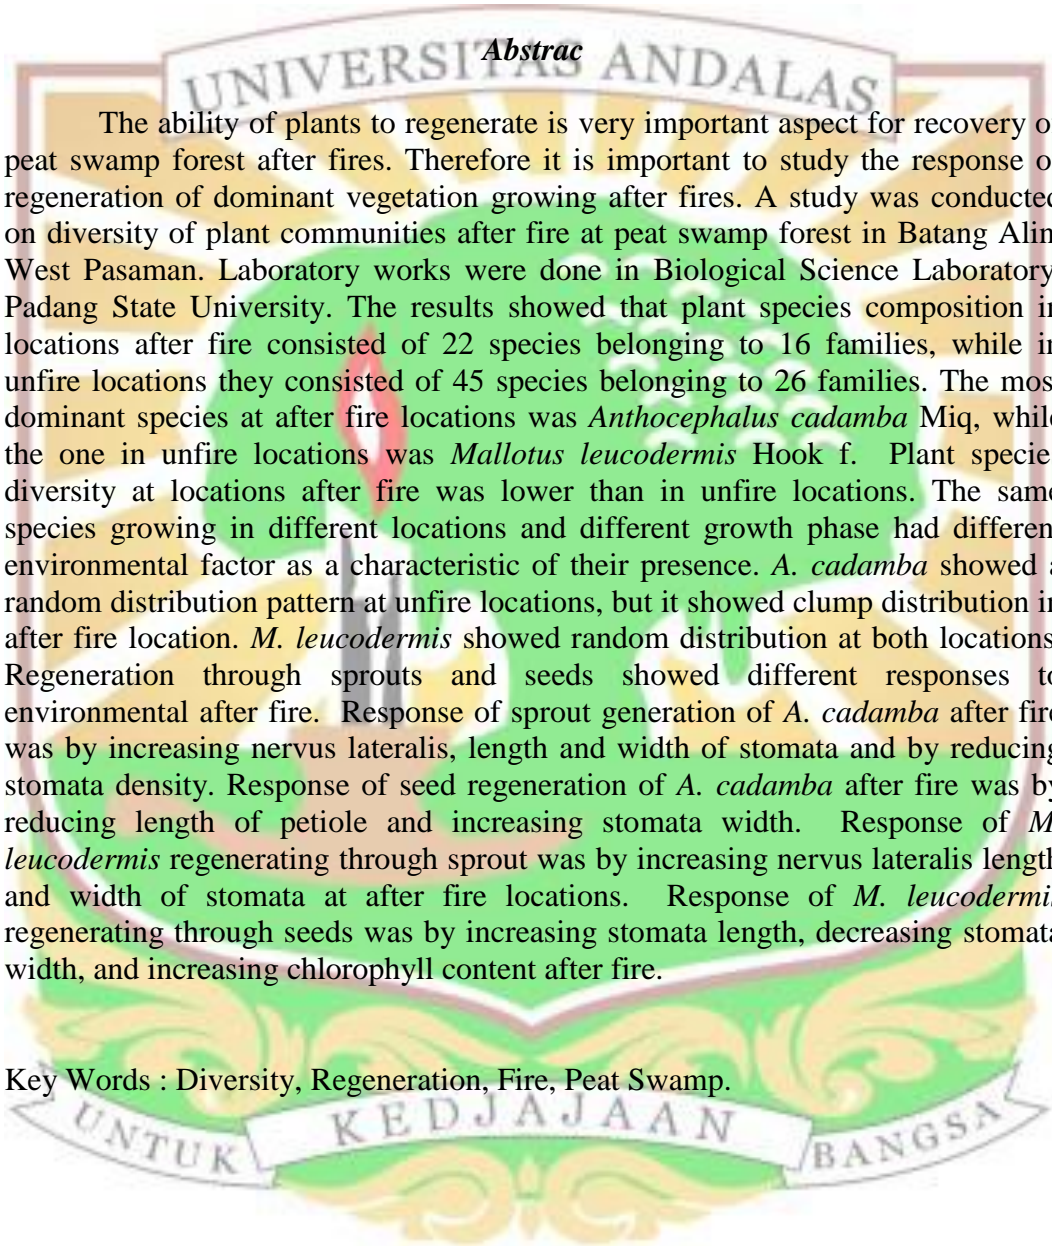 Abstrac
UNIVERSITAS ANDALAS
The ability of plants to regenerate is very important aspect for recovery o
peat swamp forest after fires. Therefore it is important to study the response o
regeneration of dominant vegetation growing after fires. A study was conducted
on diversity of plant communities after fire at peat swamp forest in Batang Alin
West Pasaman. Laboratory works were done in Biological Science Laboratory
Padang State University. The results showed that plant species composition in
locations after fire consisted of 22 species belonging to 16 families, while in
unfire locations they consisted of 45 species belonging to 26 families. The mos
dominant species at after fire locations was Anthocephalus cadamba Miq, while
the one in unfire locations was Mallotus leucodermis Hook f. Plant specie
diversity at locations after fire was lower than in unfire locations. The same
species growing in different locations and different growth phase had differen
environmental factor as a characteristic of their presence. A. cadamba showed a
random distribution pattern at unfire locations, but it showed clump distribution in
after fire location. M. leucodermis showed random distribution at both locations
Regeneration through sprouts and seeds showed different responses to
environmental after fire. Response of sprout generation of A. cadamba after fire
was by increasing nervus lateralis, length and width of stomata and by reducing
stomata density. Response of seed regeneration of A. cadamba after fire was by
reducing length of petiole and increasing stomata width. Response of M
leucodermis regenerating through sprout was by increasing nervus lateralis length
and width of stomata at after fire locations. Response of M. leucodermis
regenerating through seeds was by increasing stomata length, decreasing stomata
width, and increasing chlorophyll content after fire.
Key Words : Diversity, Regeneration, Fire, Peat Swamp.
UNTUK KEDJAJAAN BANGSA